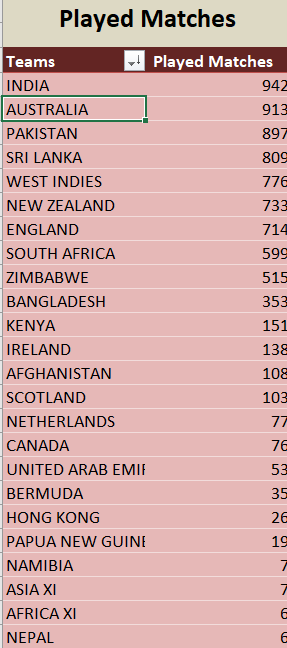 Played Matches
Teams Played Matches
INDIA 942
AUSTRALIA 913
PAKISTAN 897
SRI LANKA 809
WEST INDIES 776
NEW ZEALAND 733
ENGLAND 714
SOUTH AFRICA 599
ZIMBABWE 515
BANGLADESH 353
KENYA 151
IRELAND 138
AFGHANISTAN 108
SCOTLAND 103
NETHERLANDS 77
CANADA 76
UNITED ARAB EMIF 53
BERMUDA 35
HONG KONG 26
PAPUA NEW GUINE 19
NAMIBIA 7
ASIA XI 7
AFRICA XI 6
NEPAL 6